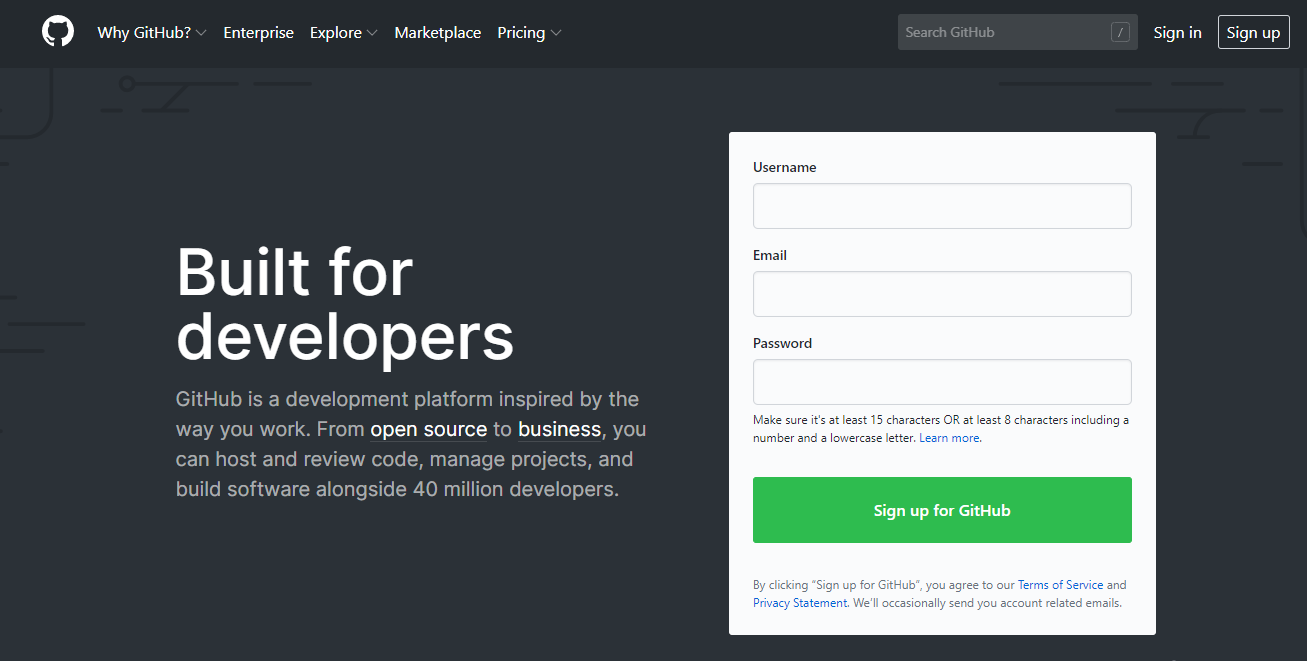 Why GitHub? Enterprise Explore Marketplace Pricing Search GitHub / Sign in Sign up
Built for
developers
GitHub is a development platform inspired by the
way you work. From open source to business, you
can host and review code, manage projects, and
build software alongside 40 million developers.
Username
Email
Password
Make sure it's at least 15 characters OR at least 8 characters including a
number and a lowercase letter. Learn more.
Sign up for GitHub
By clicking “Sign up for GitHub”, you agree to our Terms of Service and
Privacy Statement. We’ll occasionally send you account related emails.